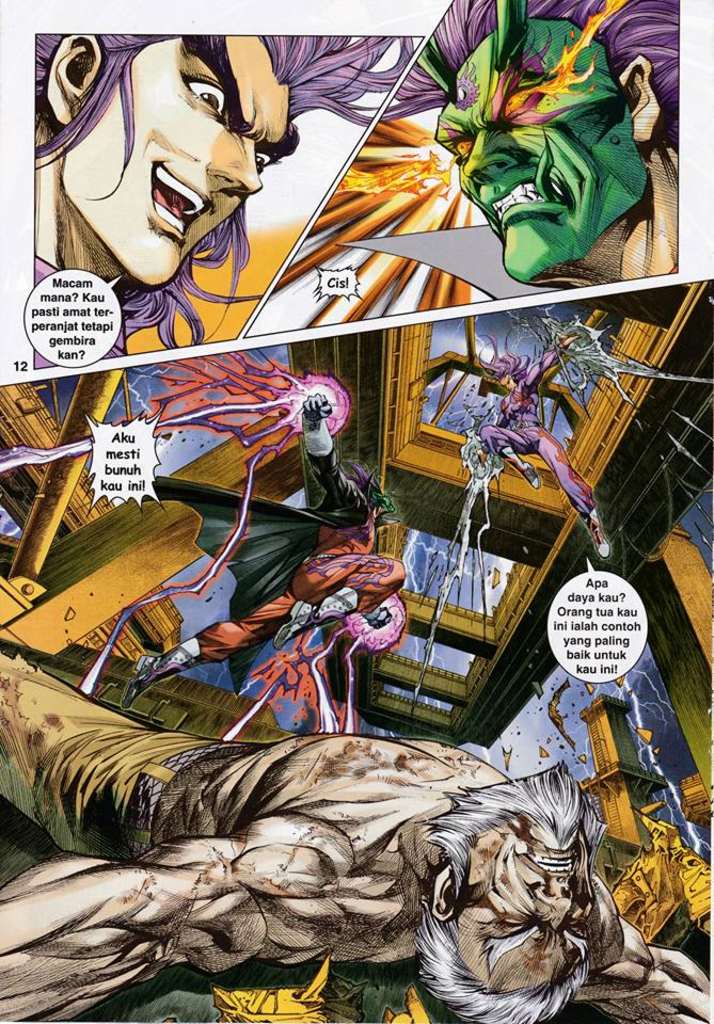 Macam
mana? Kau
pasti amat ter-
peranjat tetapi
gembira
kan?
Cis!
12
Aku
mesti
bunuh
kau ini!
Apa
daya kau?
Orang tua kau
ini ialah contoh
yang paling
baik untuk
kau ini!